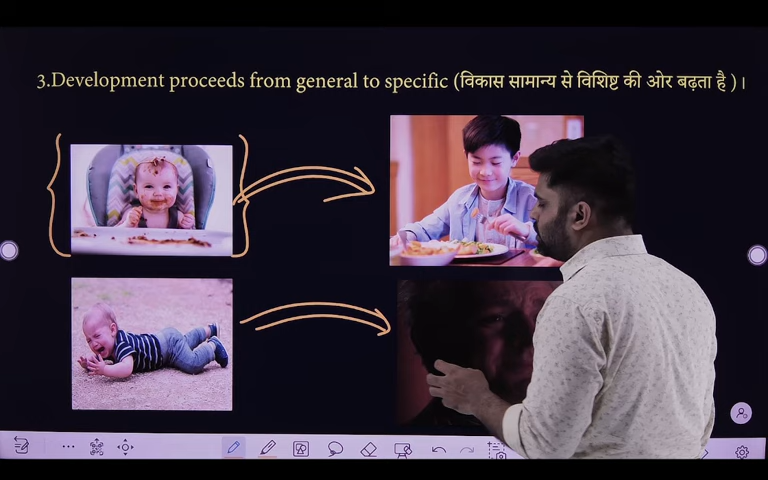 3.Development proceeds from general to specific (विकास सामान्य से विशिष्ट की ओर बढ़ता है ) ।